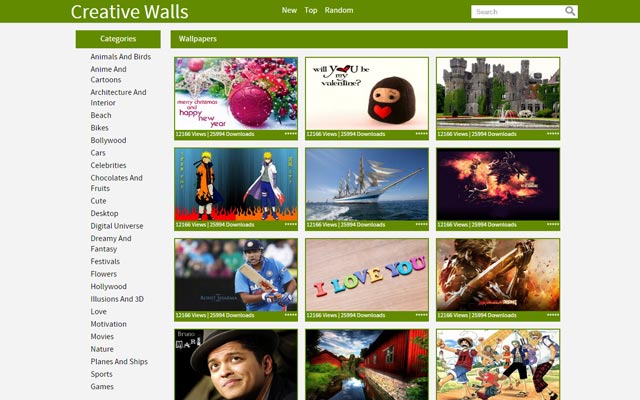 Creative Walls
New Top Random
Search
Categories
Wallpapers
Animals And Birds
Anime And
Cartoons
Architecture And
Interior
Beach
Bikes
Bollywood
Cars
Celebrities
Chocolates And
Fruits
Cute
Desktop
Digital Universe
Dreamy And
Fantasy
Festivals
Flowers
Hollywood
Illusions And 3D
Love
Motivation
Movies
Nature
Planes And Ships
Sports
Games
merry christmas
and
happy
new
year
12166 Views | 25994 Downloads
will yOu be
my
valentine?
12166 Views | 25994 Downloads
12166 Views | 25994 Downloads
12166 Views | 25994 Downloads
12166 Views | 25994 Downloads
12166 Views | 25994 Downloads
ROHIT SHARMA
12166 Views | 25994 Downloads
I LOVE YOU
12166 Views | 25994 Downloads
12166 Views | 25994 Downloads
Bruno
MARS